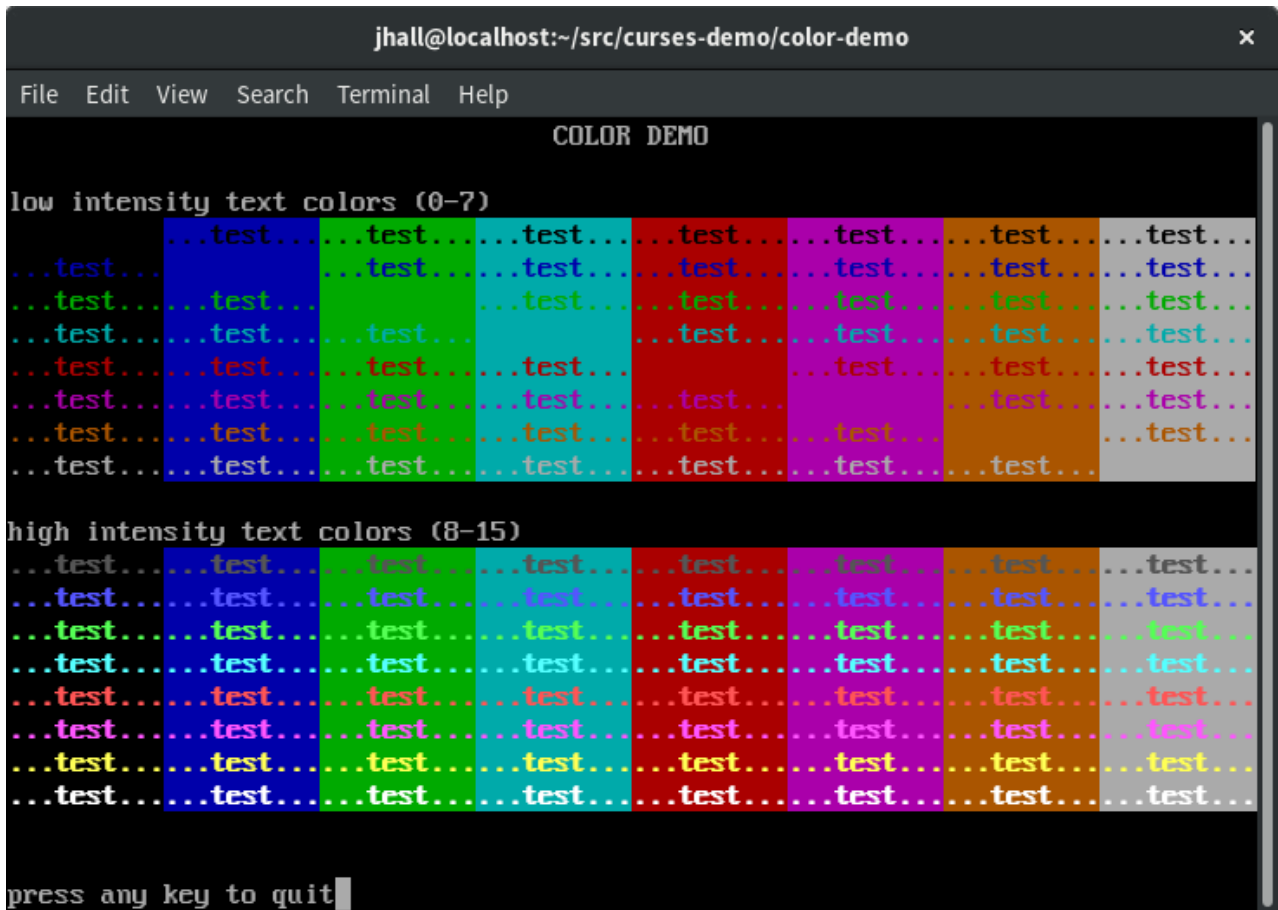 jhall@localhost:~/src/curses-demo/color-demo ×
File Edit View Search Terminal Help
COLOR DEMO
low intensity text colors (0-7)
...test......test......test......test......test......test......test...
...test... ...test......test......test......test......test......test...
...test......test... ...test......test......test......test......test...
...test......test......test... ...test......test......test......test...
...test......test......test......test... ...test......test......test...
...test......test......test......test......test... ...test......test...
...test......test......test......test......test......test... ...test...
...test......test......test......test......test......test......test...
high intensity text colors (8-15)
...test......test......test......test......test......test......test......test...
...test......test......test......test......test......test......test......test...
...test......test......test......test......test......test......test......test...
...test......test......test......test......test......test......test......test...
...test......test......test......test......test......test......test......test...
...test......test......test......test......test......test......test......test...
...test......test......test......test......test......test......test......test...
...test......test......test......test......test......test......test......test...
press any key to quit